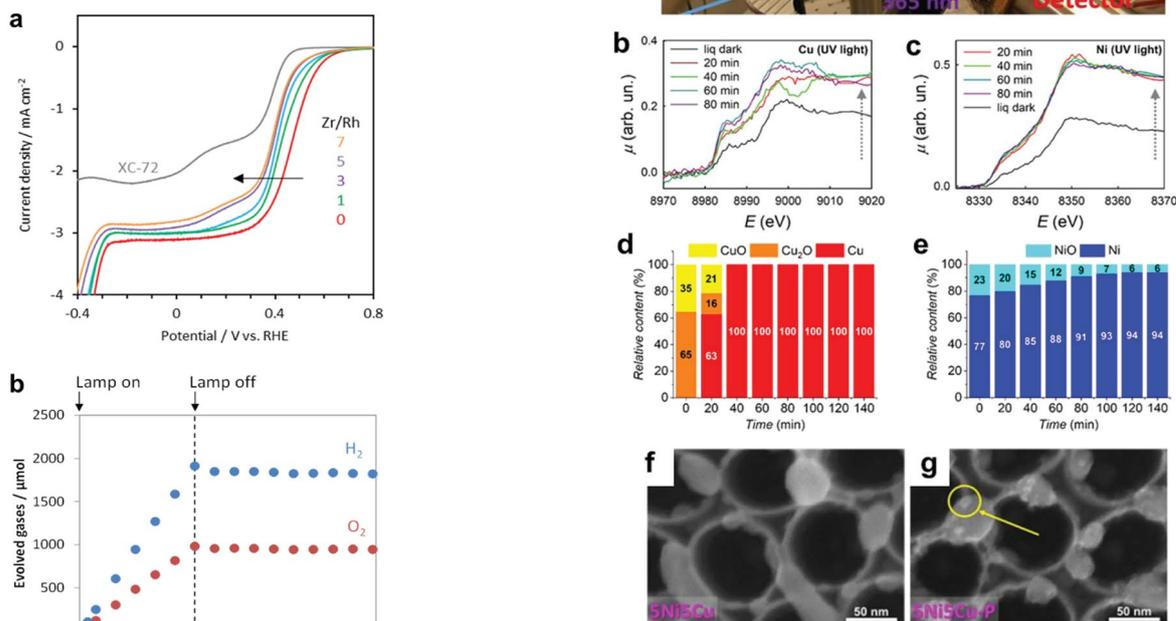 a
0
-1
-2
-3
-4
Current density / mA cm-2
XC-72
Zr/Rh
7
5
3
1
0
-0.4
0
0.4
0.8
Potential / V vs. RHE
b
Lamp on
Lamp off
2500
2000
1500
1000
500
Evolved gases / μmol
H2
O2
965 nm
Detector
b
0.4
0.2
0.0
μ (arb. un.)
liq dark
20 min
40 min
60 min
80 min
Cu (UV light)
8970 8980 8990 9000 9010 9020
E (eV)
c
0.5
0.0
μ (arb. un.)
20 min
40 min
60 min
80 min
liq dark
Ni (UV light)
8330 8340 8350 8360 8370
E (eV)
d
CuO Cu2O Cu
100
80
60
40
20
0
Relative content (%)
35 21
16
65 63 100 100 100 100 100 100
0 20 40 60 80 100 120 140
Time (min)
e
NiO Ni
100
80
60
40
20
0
Relative content (%)
23 20 15 12 9 7 6 6
77 80 85 88 91 93 94 94
0 20 40 60 80 100 120 140
Time (min)
f
5Ni5Cu
50 nm
g
5Ni5Cu-P
50 nm